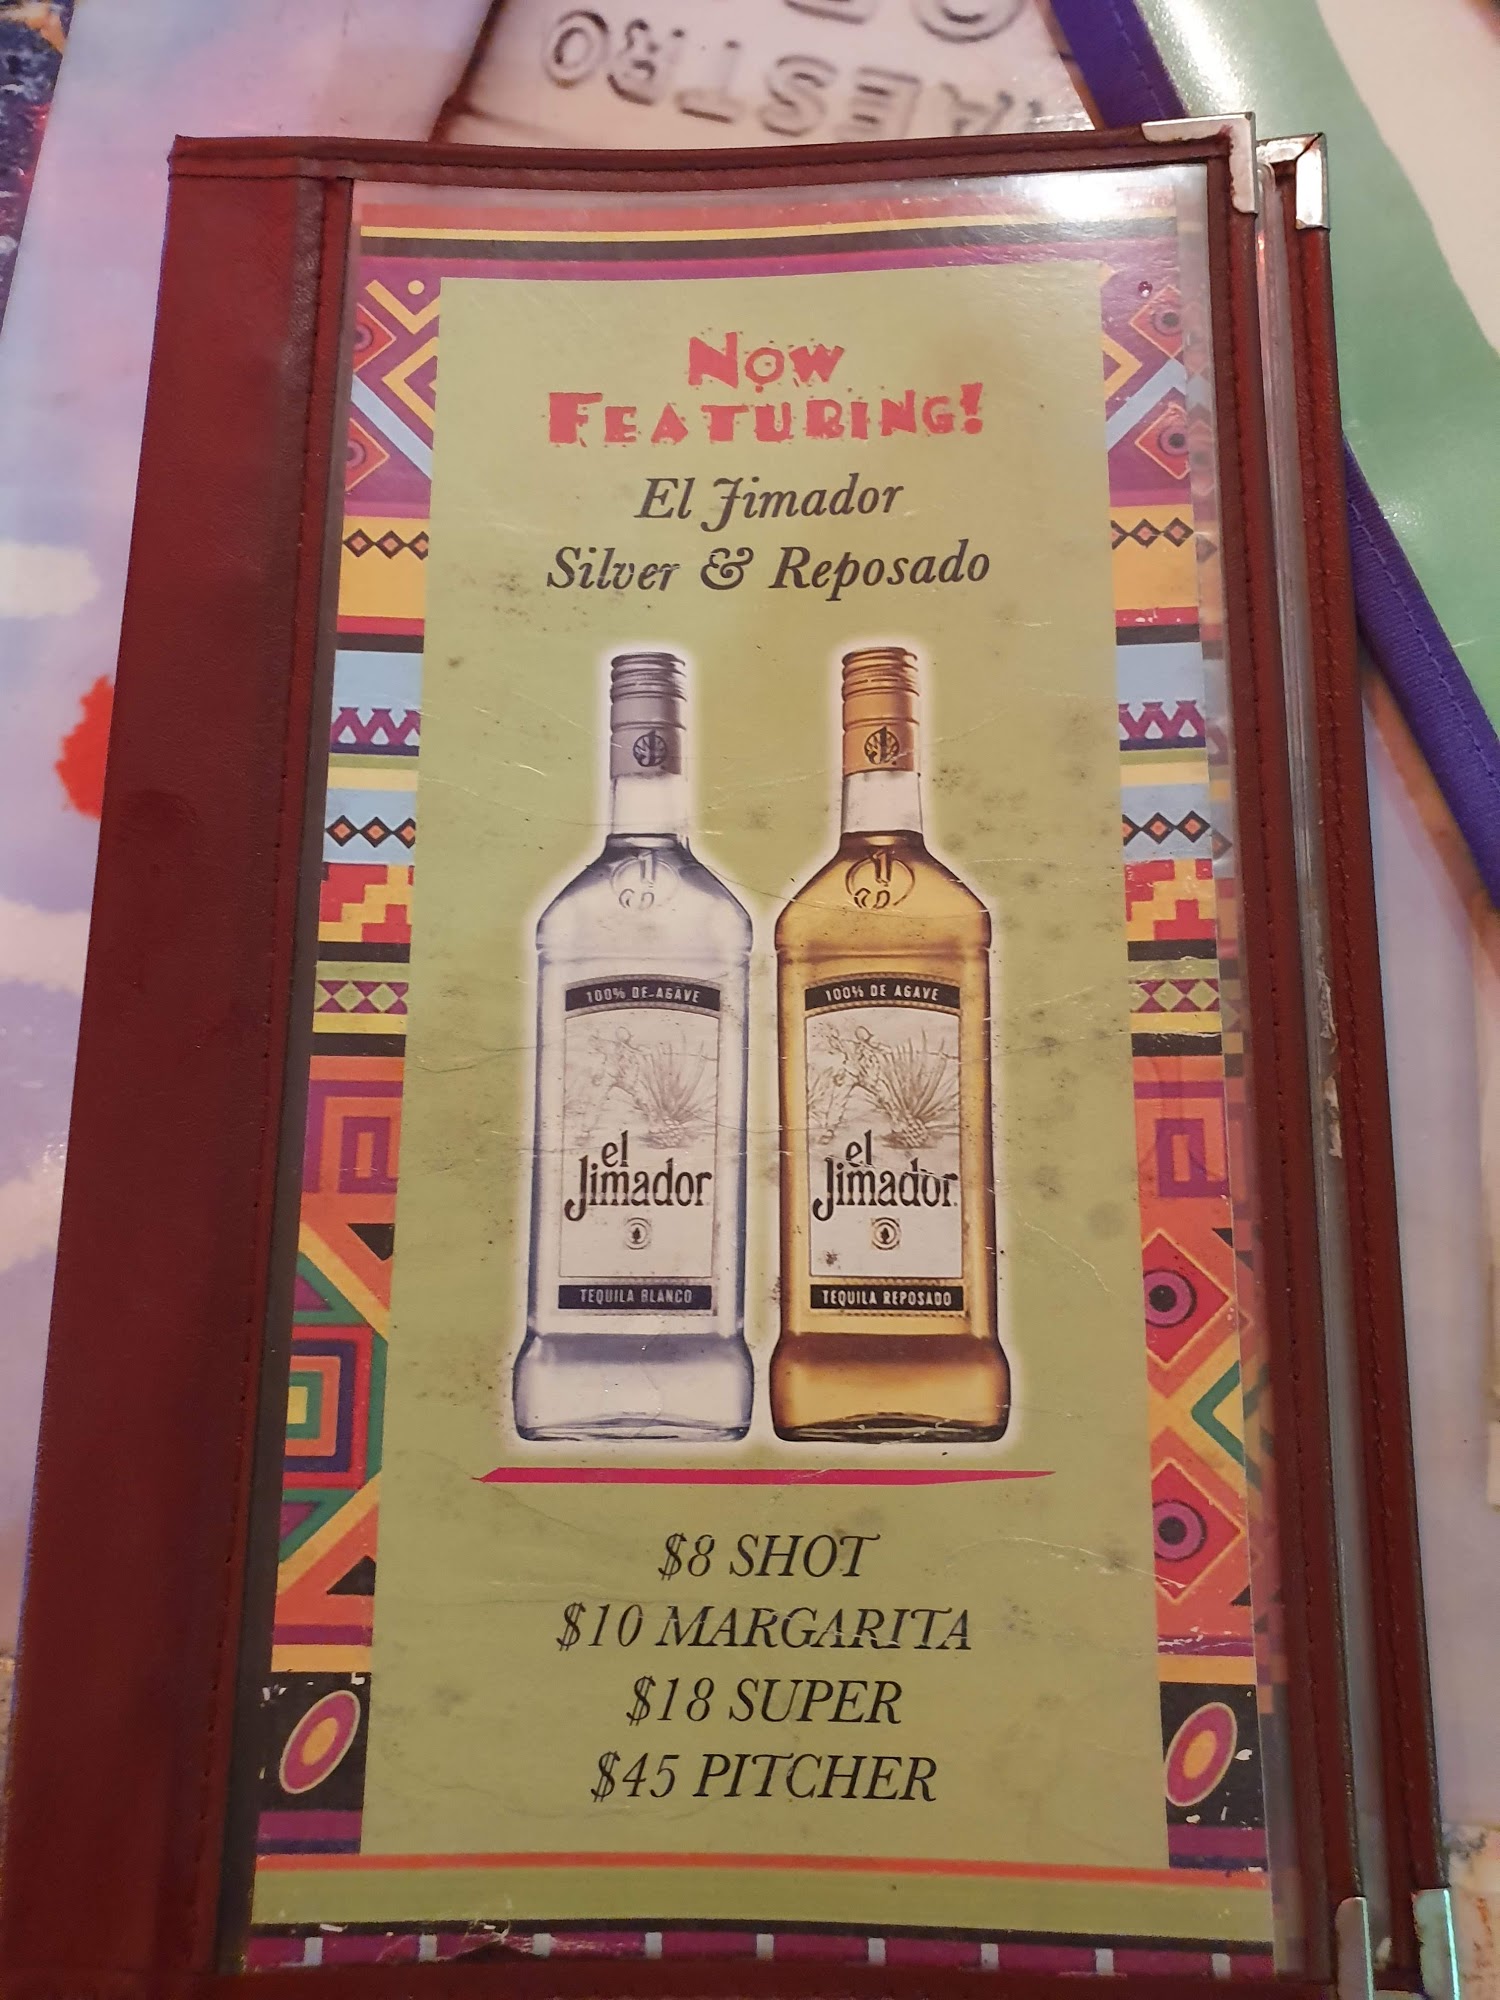 MAESTRO
NOW
FEATURING!
El Jimador
Silver & Reposado
100% DE AGAVE
el
Jimador
TEQUILA BLANCO
100% DE AGAVE
el
Jimador
TEQUILA REPOSADO
$8 SHOT
$10 MARGARITA
$18 SUPER
$45 PITCHER